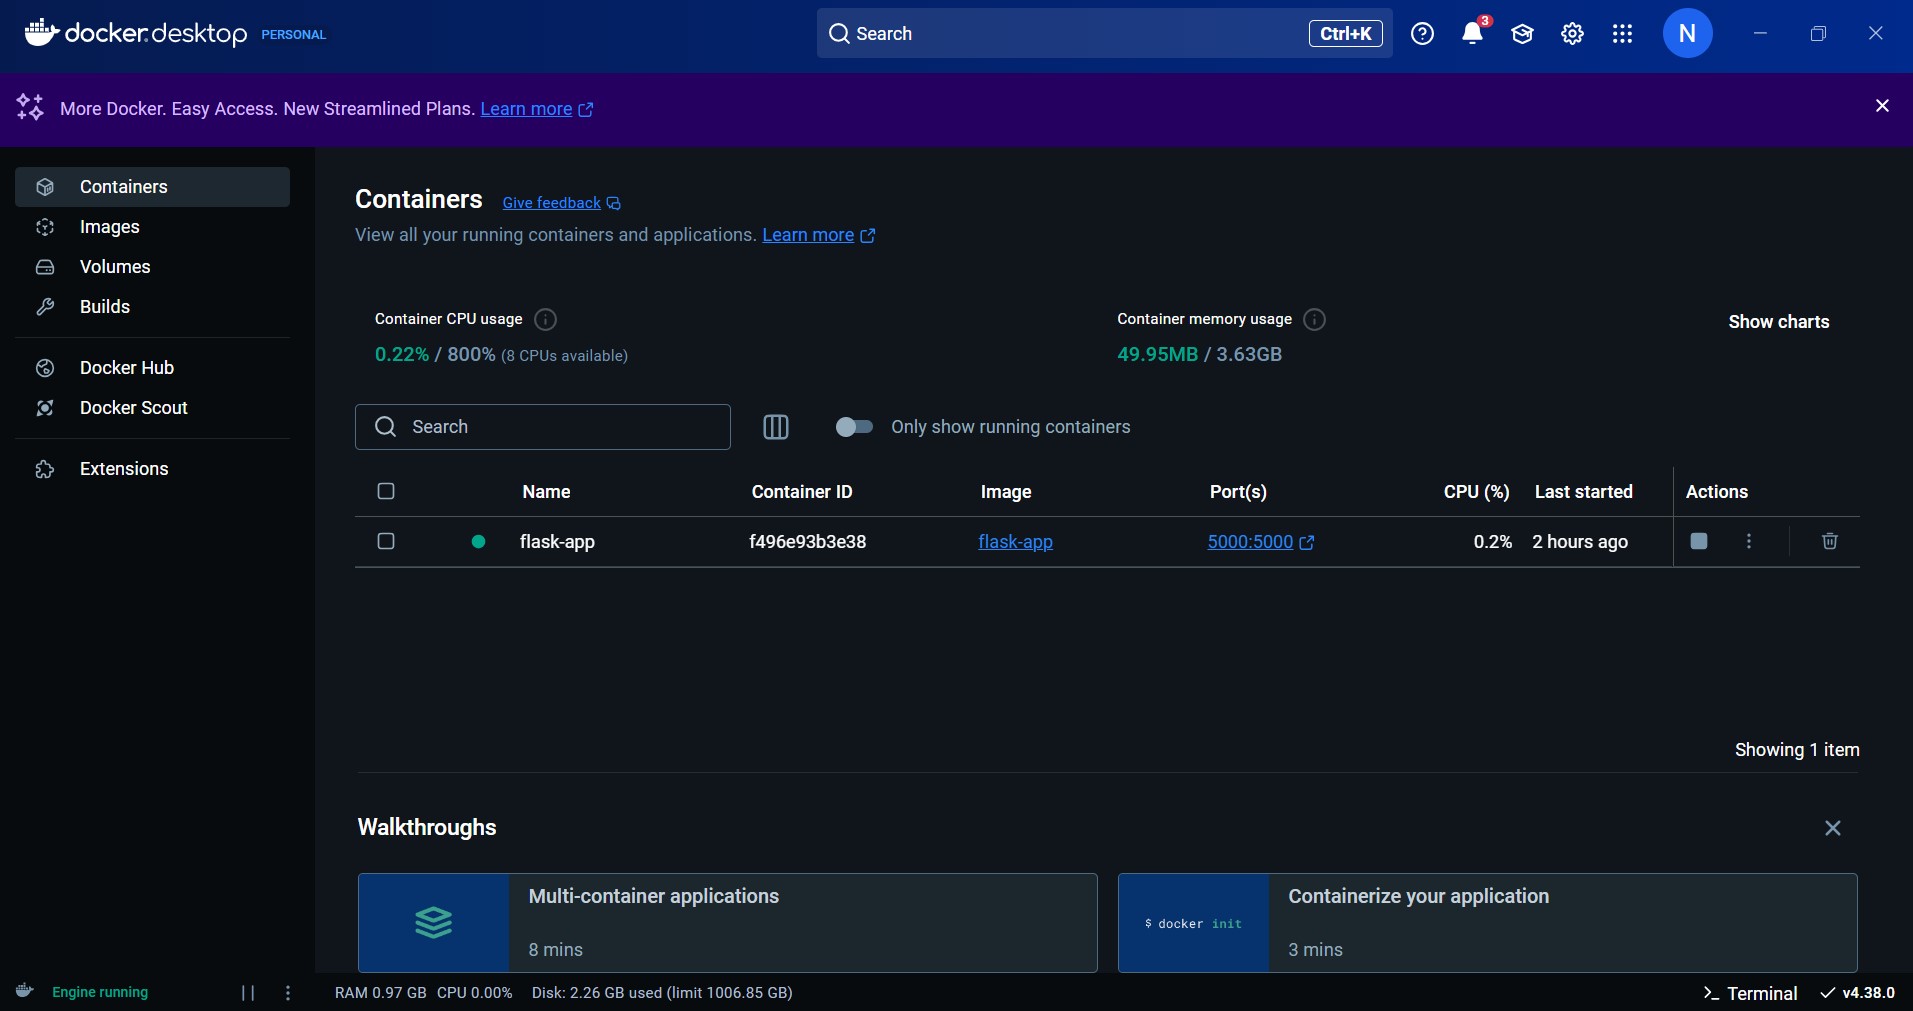 docker.desktop PERSONAL
Search Ctrl+K
3
N
More Docker. Easy Access. New Streamlined Plans. Learn more
Containers
Images
Volumes
Builds
Docker Hub
Docker Scout
Extensions
Containers Give feedback
View all your running containers and applications. Learn more
Container CPU usage
0.22% / 800% (8 CPUs available)
Container memory usage
49.95MB / 3.63GB
Show charts
Search
Only show running containers
Name Container ID Image Port(s) CPU (%) Last started Actions
flask-app f496e93b3e38 flask-app 5000:5000 0.2% 2 hours ago
Showing 1 item
Walkthroughs
Multi-container applications
8 mins
$ docker init
Containerize your application
3 mins
Engine running
RAM 0.97 GB CPU 0.00% Disk: 2.26 GB used (limit 1006.85 GB)
>_ Terminal
v4.38.0